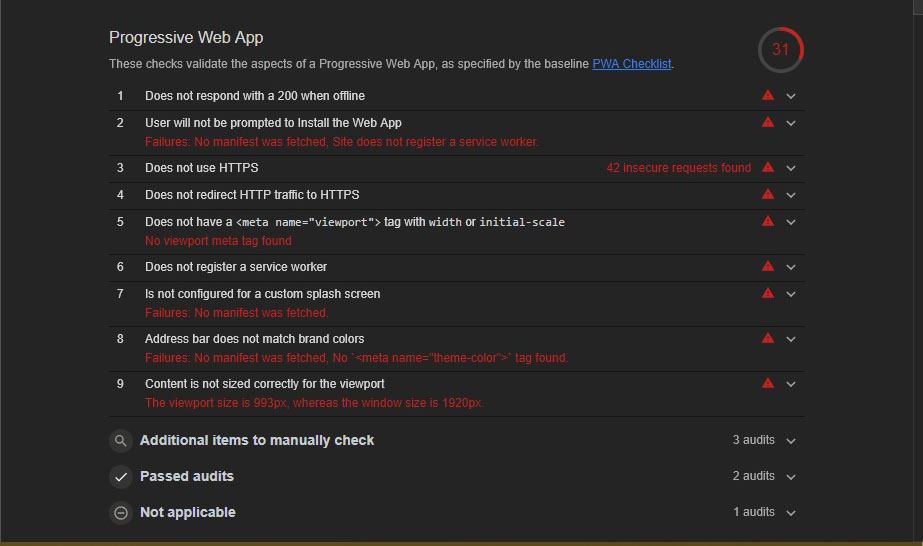 Progressive Web App
31
These checks validate the aspects of a Progressive Web App, as specified by the baseline PWA Checklist.
1 Does not respond with a 200 when offline
2 User will not be prompted to Install the Web App
Failures: No manifest was fetched, Site does not register a service worker.
3 Does not use HTTPS 42 insecure requests found
4 Does not redirect HTTP traffic to HTTPS
5 Does not have a <meta name="viewport"> tag with width or initial-scale
No viewport meta tag found
6 Does not register a service worker
7 Is not configured for a custom splash screen
Failures: No manifest was fetched.
8 Address bar does not match brand colors
Failures: No manifest was fetched, No `<meta name="theme-color">` tag found.
9 Content is not sized correctly for the viewport
The viewport size is 993px, whereas the window size is 1920px.
Additional items to manually check 3 audits
Passed audits 2 audits
Not applicable 1 audits